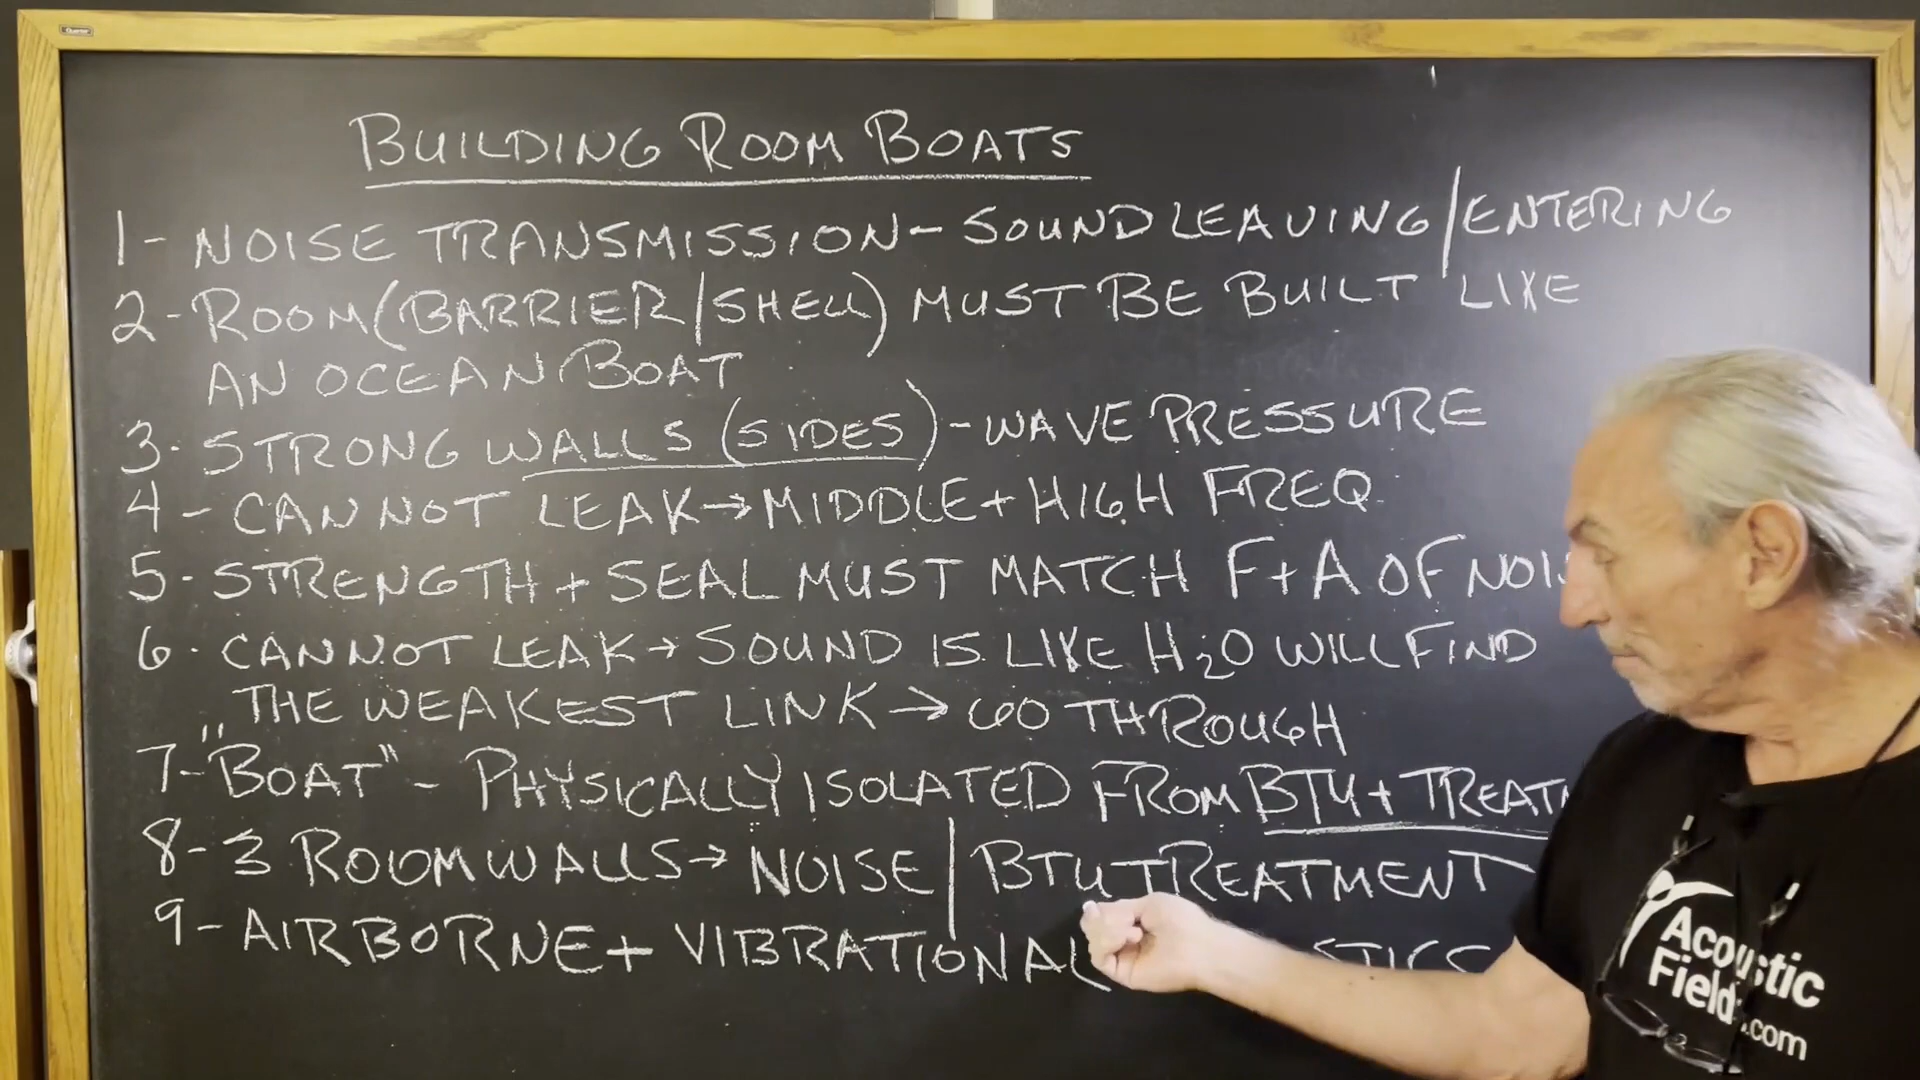 BUILDING ROOM BOATS
1- NOISE TRANSMISSION - SOUND LEAVING/ENTERING
2- ROOM (BARRIER/SHELL) MUST BE BUILT LIKE
AN OCEAN BOAT
3- STRONG WALLS (SIDES) - WAVE PRESSURE
4- CANNOT LEAK → MIDDLE + HIGH FREQ
5- STRENGTH + SEAL MUST MATCH F + A OF NOI
6- CANNOT LEAK → SOUND IS LIKE H2O WILL FIND
THE WEAKEST LINK → GO THROUGH
7- "BOAT" - PHYSICALLY ISOLATED FROM BTU + TREAT
8- 3 ROOM WALLS → NOISE / BTU TREATMENT
9- AIRBORNE + VIBRATIONAL STICS
Acoustic
Field
.com